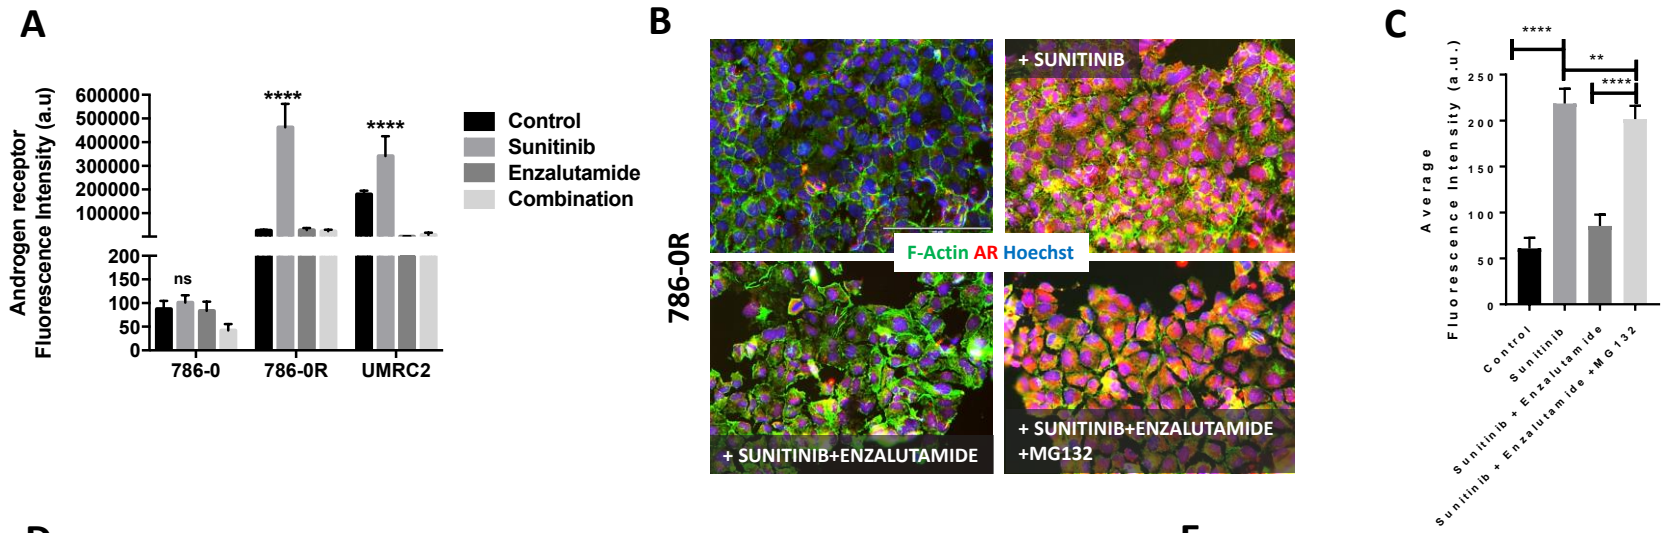 A
Androgen receptor
Fluorescence Intensity (a.u)
600000
500000
400000
300000
200000
100000
200
150
100
50
0
ns
****
****
786-0
786-0R
UMRC2
Control
Sunitinib
Enzalutamide
Combination
B
786-0R
+ SUNITINIB
F-Actin AR Hoechst
+ SUNITINIB+ENZALUTAMIDE
+ SUNITINIB+ENZALUTAMIDE
+MG132
C
Average
Fluorescence Intensity (a.u.)
250
200
150
100
50
0
****
**
****
Control
Sunitinib
Sunitinib + Enzalutamide
Sunitinib + Enzalutamide +MG132